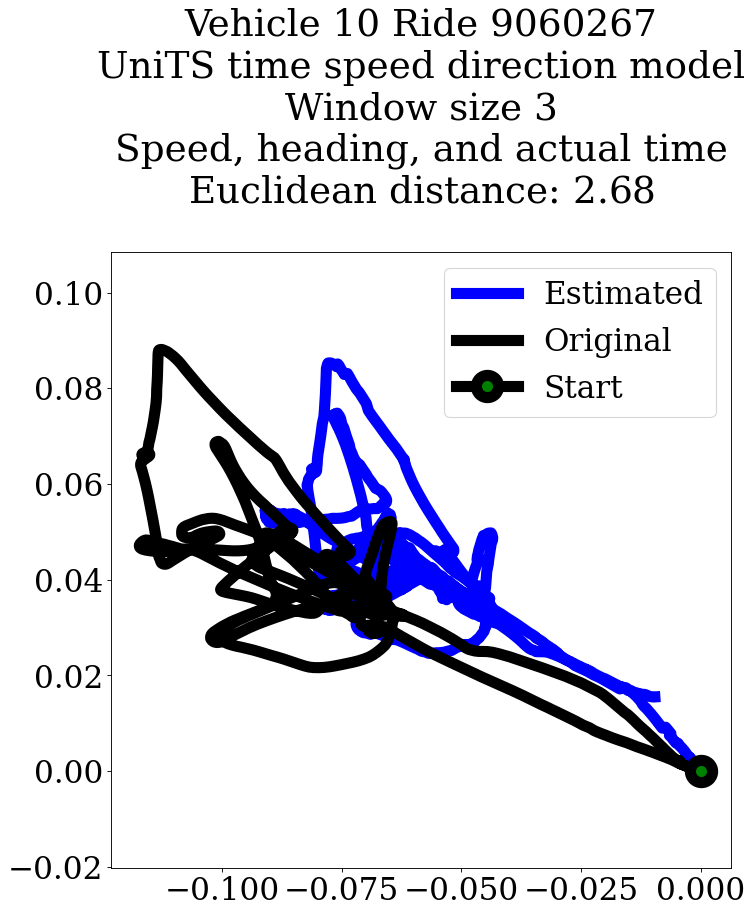 Vehicle 10 Ride 9060267
UniTS time speed direction model
Window size 3
Speed, heading, and actual time
Euclidean distance: 2.68
Estimated
Original
Start
0.10
0.08
0.06
0.04
0.02
0.00
−0.02
−0.100 −0.075 −0.050 −0.025 0.000